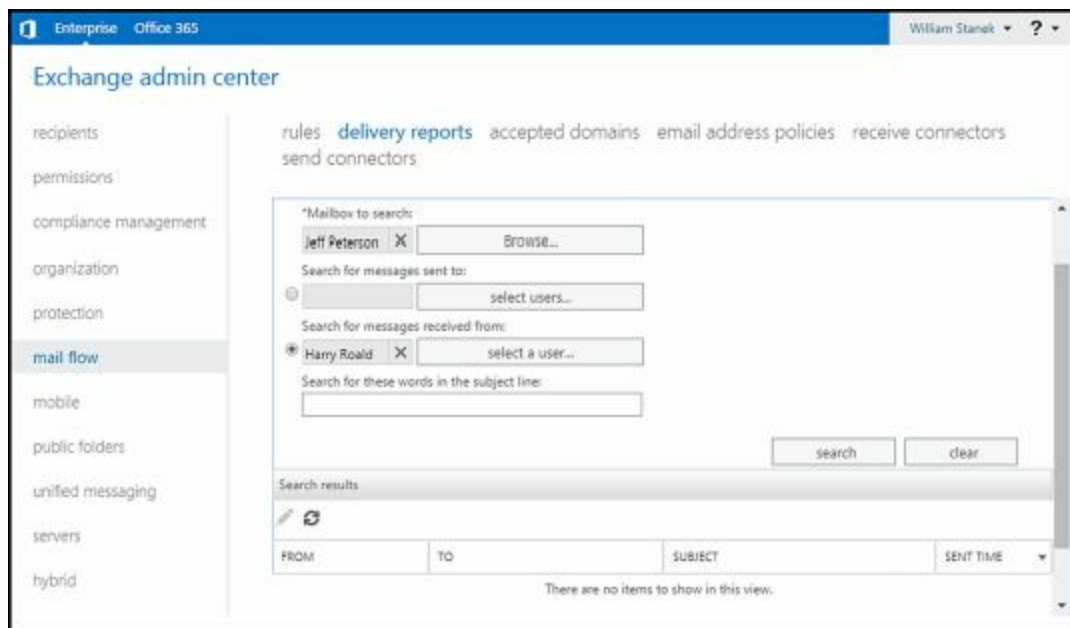 Enterprise Office 365
William Stanek ?
Exchange admin center
recipients
permissions
compliance management
organization
protection
mail flow
mobile
public folders
unified messaging
servers
hybrid
rules delivery reports accepted domains email address policies receive connectors
send connectors
*Mailbox to search:
Jeff Peterson X Browse...
Search for messages sent to:
select users...
Search for messages received from:
Harry Roald X select a user...
Search for these words in the subject line:
search clear
Search results
FROM TO SUBJECT SENT TIME
There are no items to show in this view.